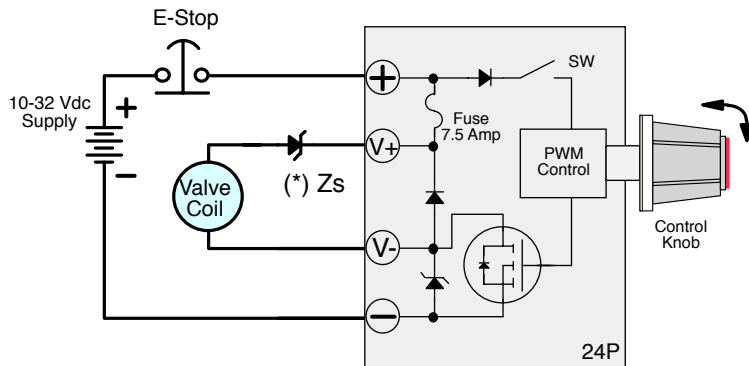 E-Stop
10-32 Vdc
Supply
+
−
+
SW
Fuse
7.5 Amp
V+
(*) Zs
Valve
Coil
PWM
Control
Control
Knob
V-
−
24P